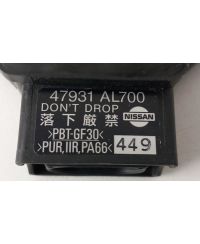 47931 AL700
DON'T DROP
落下厳禁
NISSAN
>PBT-GF30<
>PUR,IIR,PA66<
449